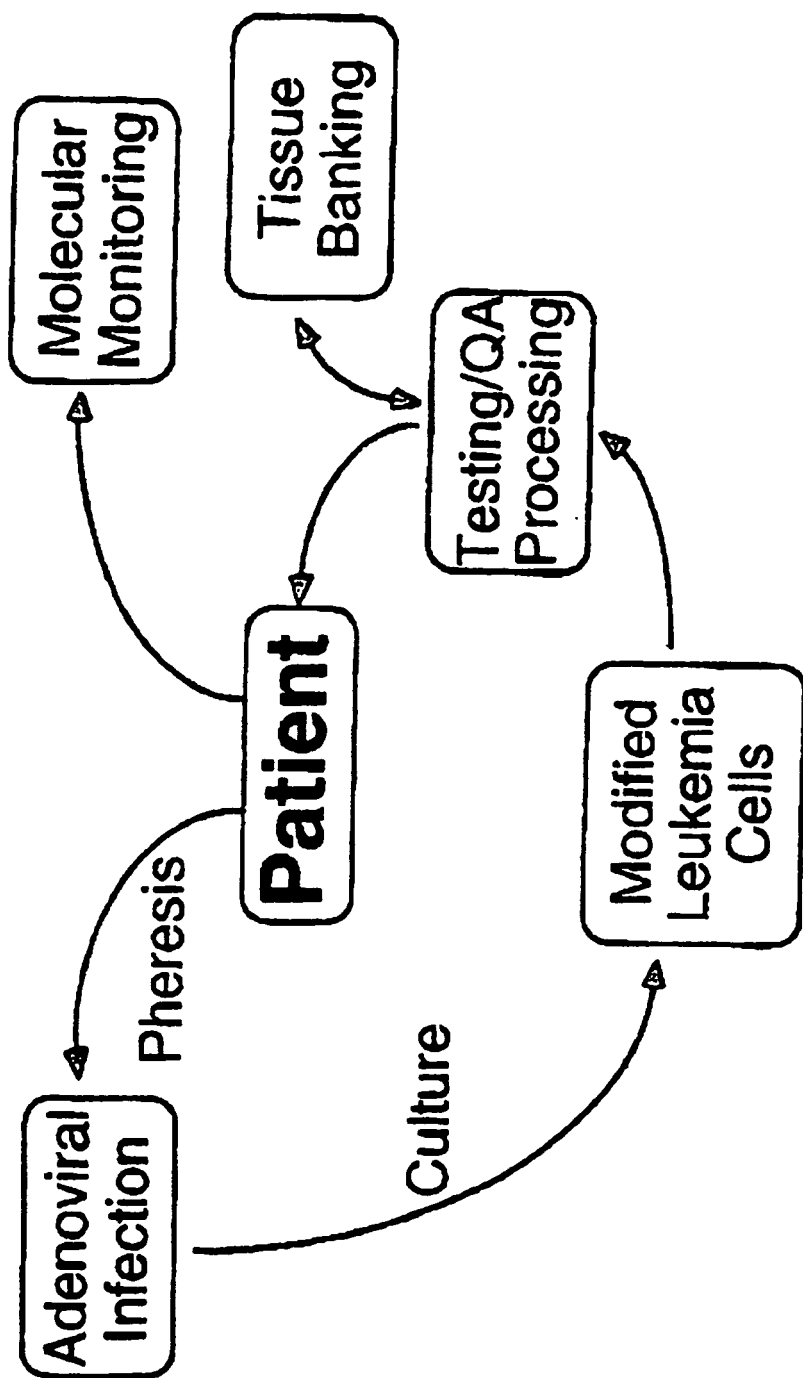 Adenoviral
Infection
Pheresis
Culture
Patient
Modified
Leukemia
Cells
Molecular
Monitoring
Testing/QA
Processing
Tissue
Banking